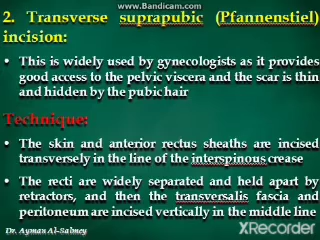 www.Bandicam.com
2. Transverse suprapubic (Pfannenstiel)
incision:
• This is widely used by gynecologists as it provides
good access to the pelvic viscera and the scar is thin
and hidden by the pubic hair
Technique:
• The skin and anterior rectus sheaths are incised
transversely in the line of the interspinous crease
• The recti are widely separated and held apart by
retractors, and then the transversalis fascia and
peritoneum are incised vertically in the middle line
Dr. Ayman Al-Salmey
XRecorder